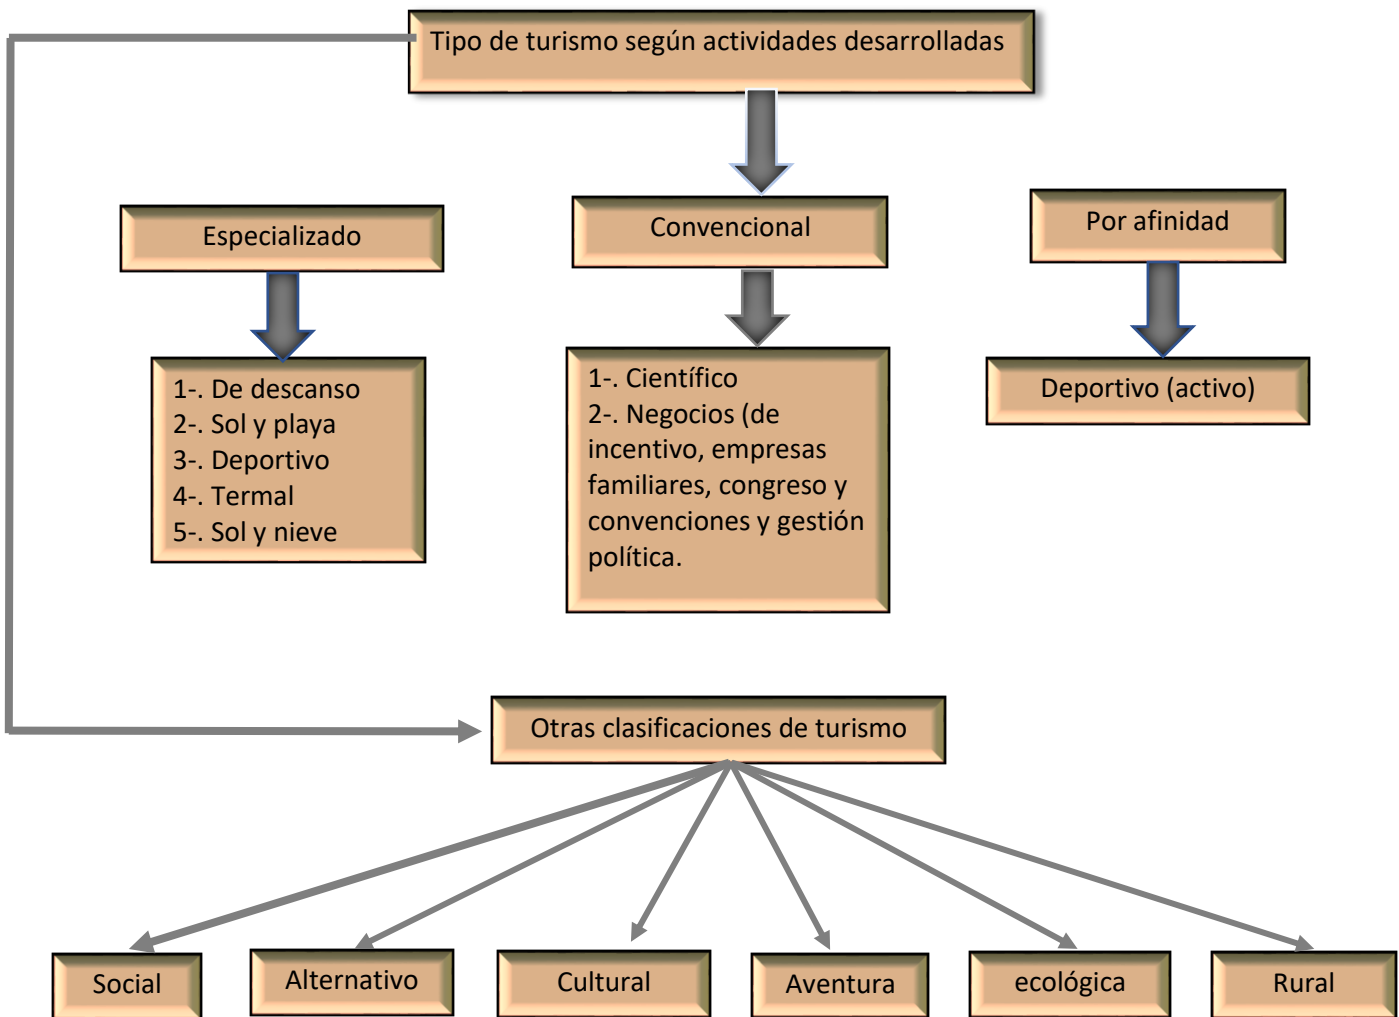 Tipo de turismo según actividades desarrolladas
Especializado
Convencional
Por afinidad
1-. De descanso
2-. Sol y playa
3-. Deportivo
4-. Termal
5-. Sol y nieve
1-. Científico
2-. Negocios (de
incentivo, empresas
familiares, congreso y
convenciones y gestión
política.
Deportivo (activo)
Otras clasificaciones de turismo
Social
Alternativo
Cultural
Aventura
ecológica
Rural